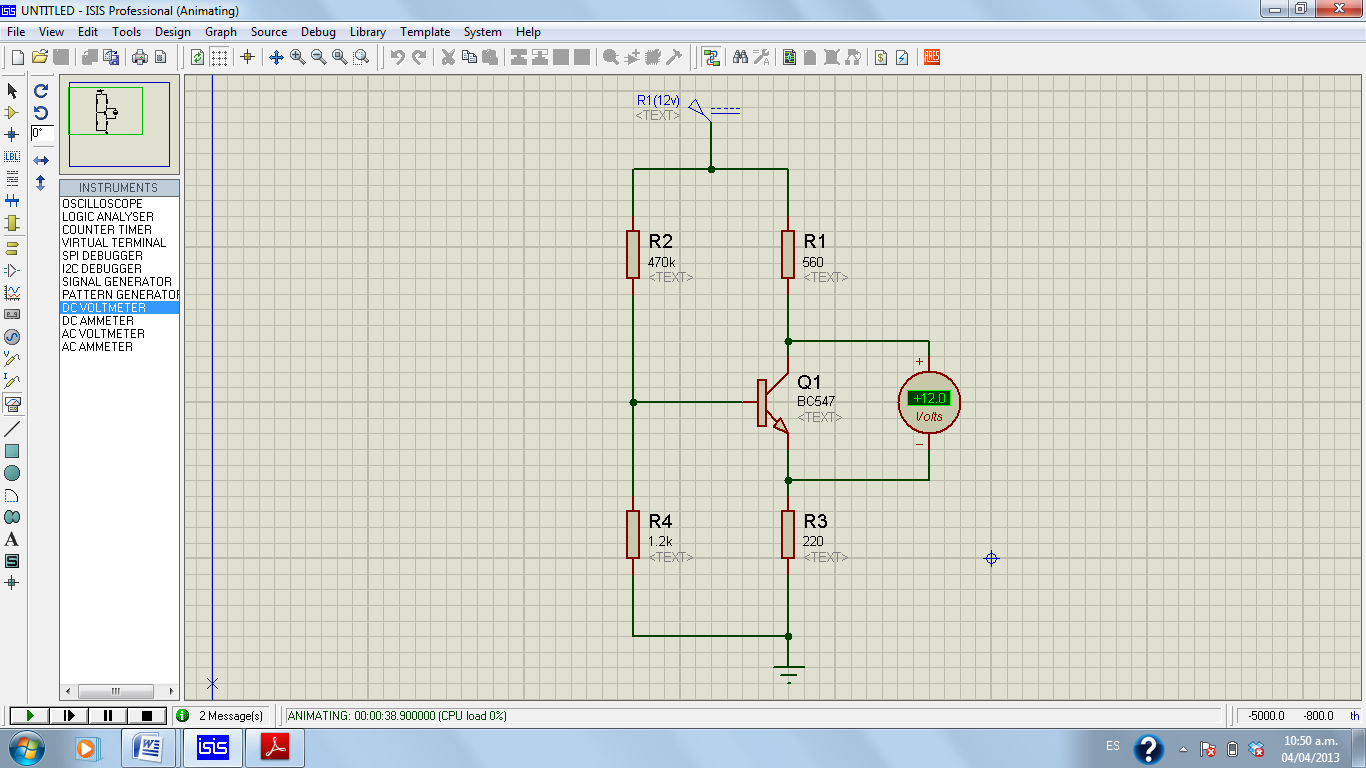 UNTITLED - ISIS Professional (Animating)
File View Edit Tools Design Graph Source Debug Library Template System Help
ARES
LBL
0°
A
S
INSTRUMENTS
OSCILLOSCOPE
LOGIC ANALYSER
COUNTER TIMER
VIRTUAL TERMINAL
SPI DEBUGGER
I2C DEBUGGER
SIGNAL GENERATOR
PATTERN GENERATOR
DC VOLTMETER
DC AMMETER
AC VOLTMETER
AC AMMETER
R1(12v)
<TEXT>
R2
470k
<TEXT>
R1
560
<TEXT>
Q1
BC547
<TEXT>
+
+12.0
Volts
−
R4
1.2k
<TEXT>
R3
220
<TEXT>
2 Message(s)
ANIMATING: 00:00:38.900000 (CPU load 0%)
-5000.0 -800.0 th
isis
ES
10:50 a.m.
04/04/2013